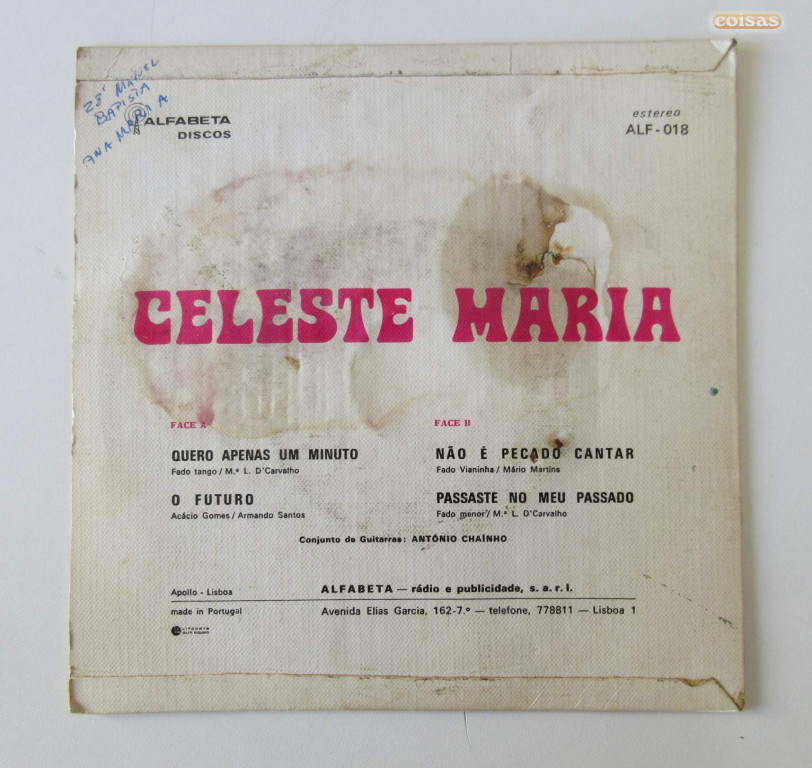 coisas
Zé MANUEL
BATISTA
ANA MARIA
ALFABETA
DISCOS
estereo
ALF-018
CELESTE MARIA
FACE A
QUERO APENAS UM MINUTO
Fado tango / M.ª L. D'Carvalho
O FUTURO
Acácio Gomes / Armando Santos
FACE B
NÃO É PECADO CANTAR
Fado Vianinha / Mário Martins
PASSASTE NO MEU PASSADO
Fado menor / M.ª L. D'Carvalho
Conjunto de Guitarras: ANTÓNIO CHAÍNHO
Apollo - Lisboa
ALFABETA — rádio e publicidade, s. a. r. l.
made in Portugal
Avenida Elias Garcia, 162-7.º — telefone, 778811 — Lisboa 1